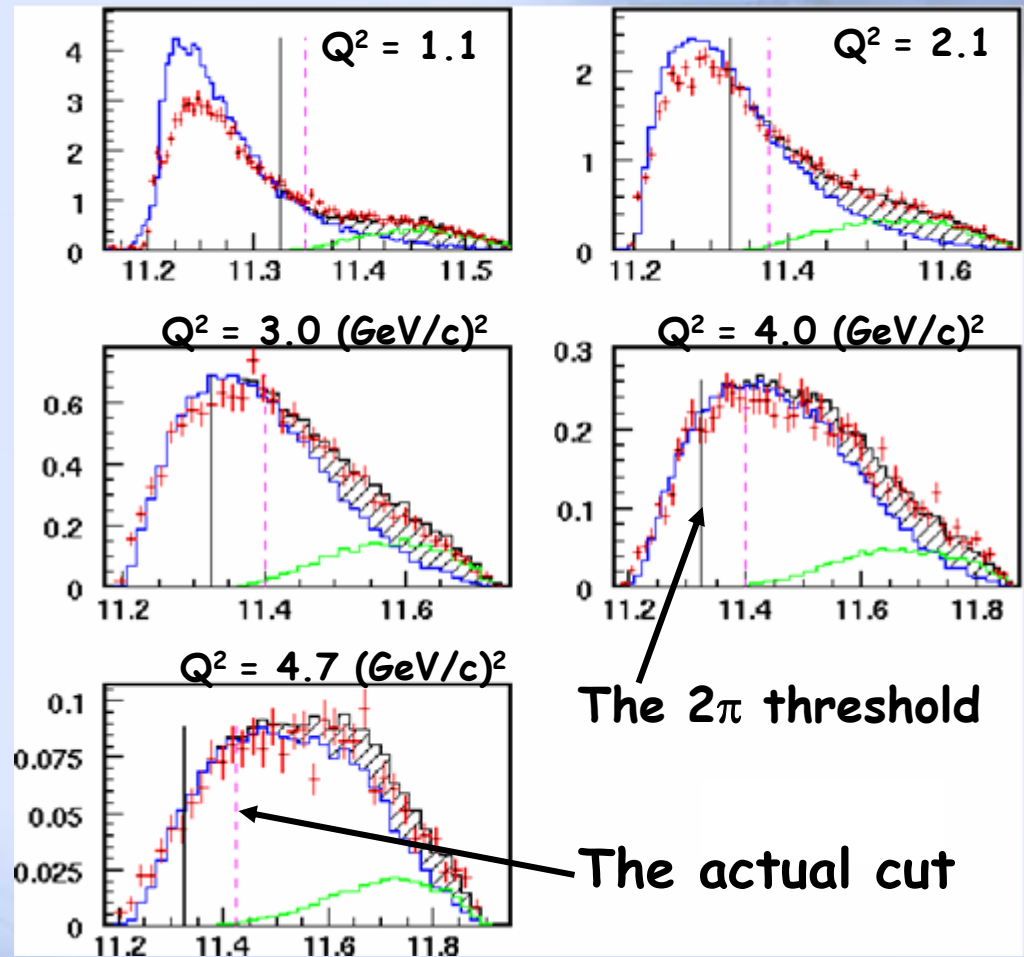 Q² = 1.1
Q² = 2.1
4
3
2
1
0
11.2 11.3 11.4 11.5
2
1
0
11.2 11.4 11.6
Q² = 3.0 (GeV/c)²
Q² = 4.0 (GeV/c)²
0.6
0.4
0.2
0
11.2 11.4 11.6
0.3
0.2
0.1
0
11.2 11.4 11.6 11.8
Q² = 4.7 (GeV/c)²
The 2π threshold
0.1
0.075
0.05
0.025
0
11.2 11.4 11.6 11.8
The actual cut